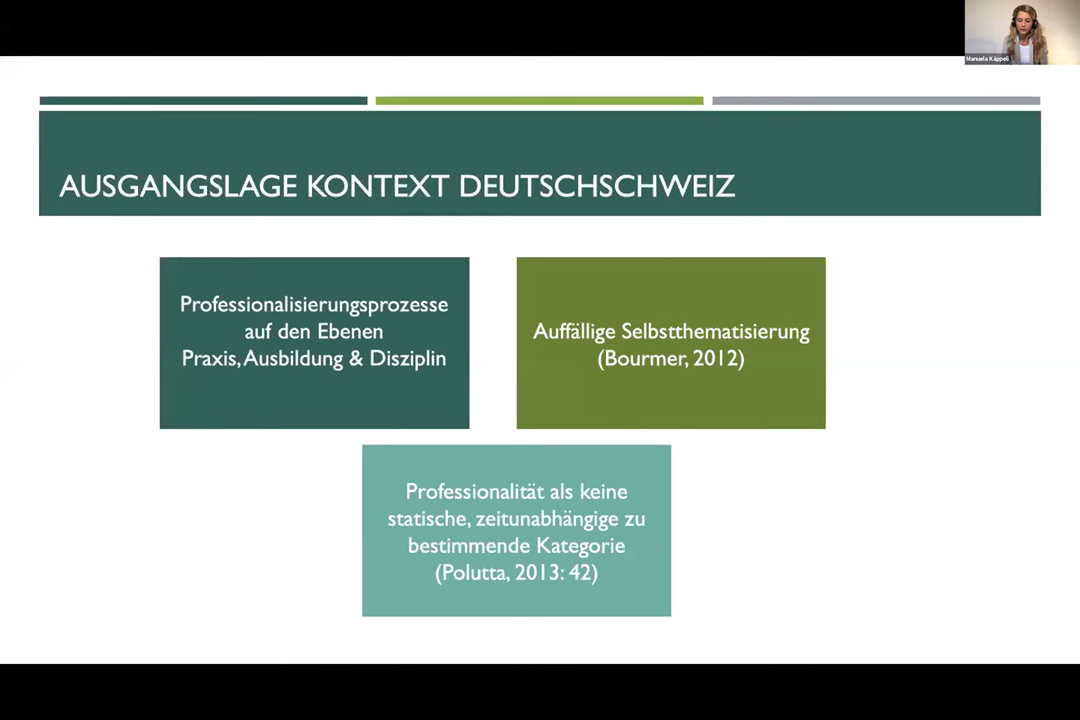 Manuela Käppeli
AUSGANGSLAGE KONTEXT DEUTSCHSCHWEIZ
Professionalisierungsprozesse
auf den Ebenen
Praxis, Ausbildung & Disziplin
Auffällige Selbstthematisierung
(Bourmer, 2012)
Professionalität als keine
statische, zeitunabhängige zu
bestimmende Kategorie
(Polutta, 2013: 42)